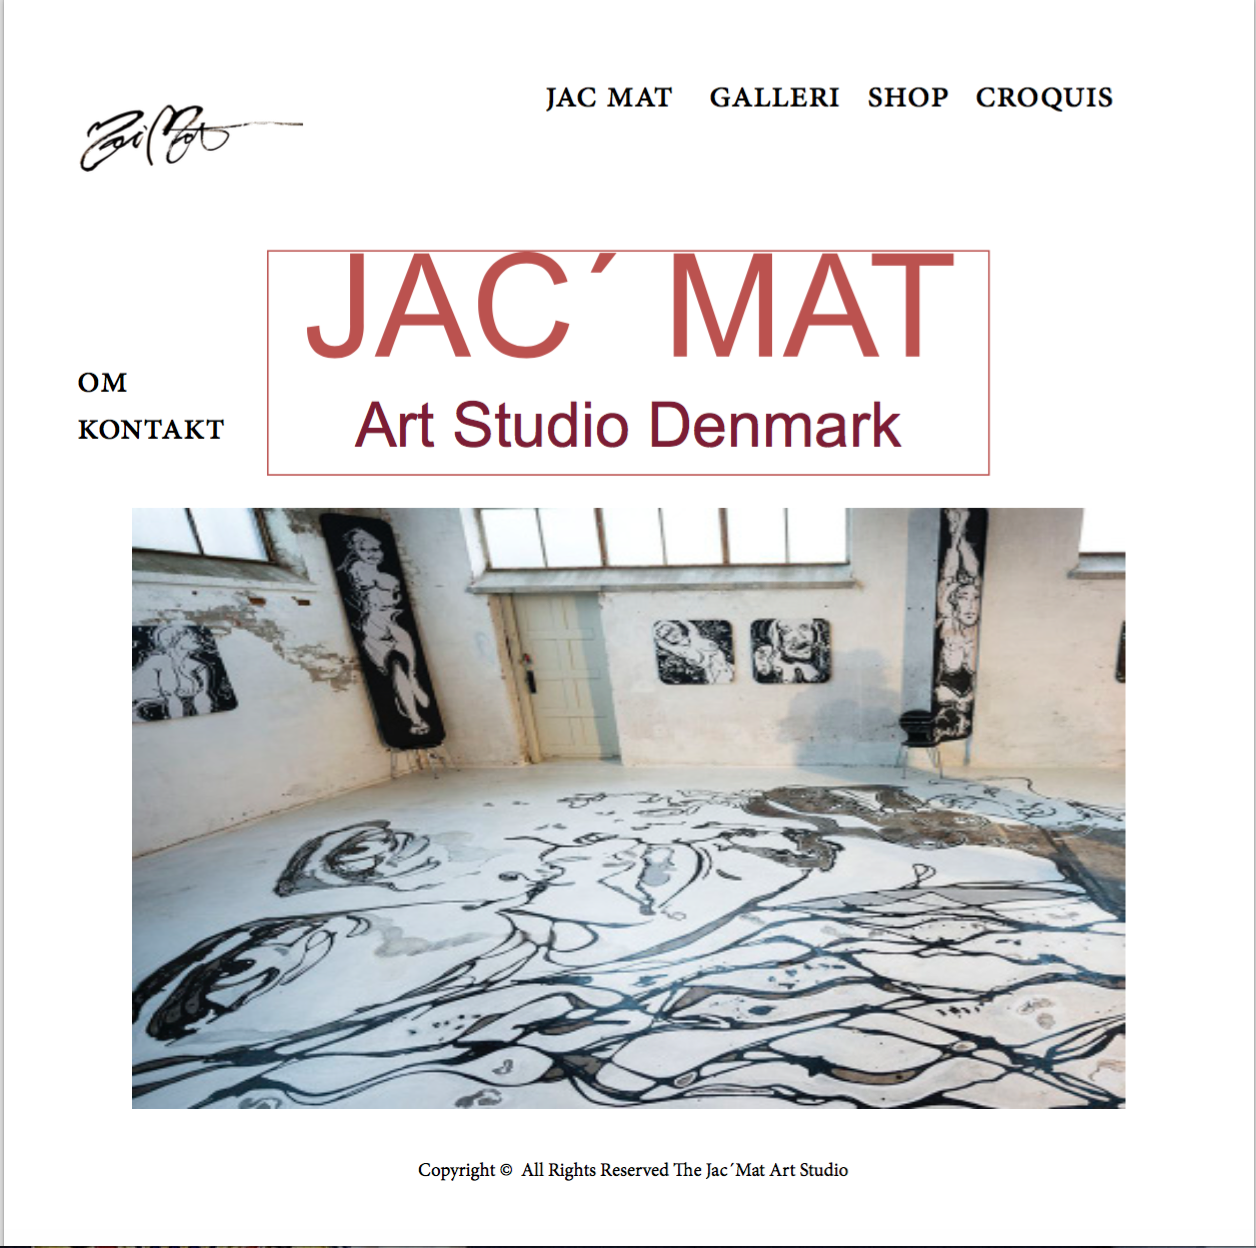 JAC MAT GALLERI SHOP CROQUIS
JAC´ MAT
Art Studio Denmark
OM
KONTAKT
Copyright © All Rights Reserved The Jac´Mat Art Studio